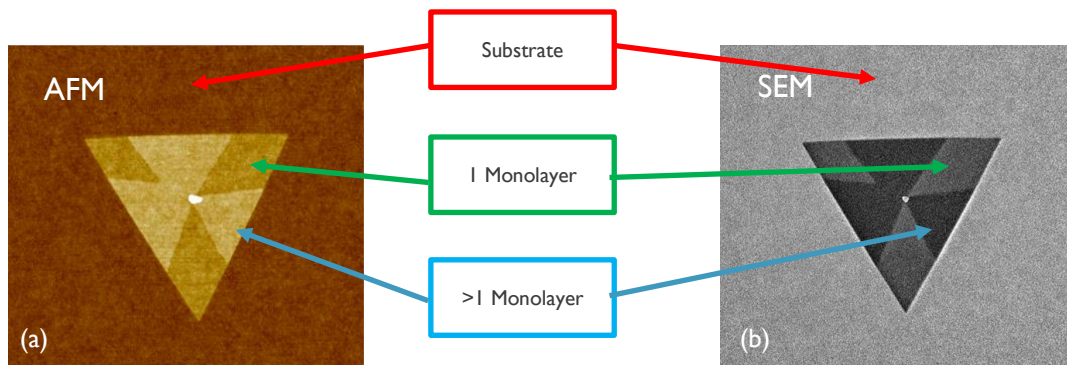 Substrate
AFM
SEM
1 Monolayer
>1 Monolayer
(a)
(b)